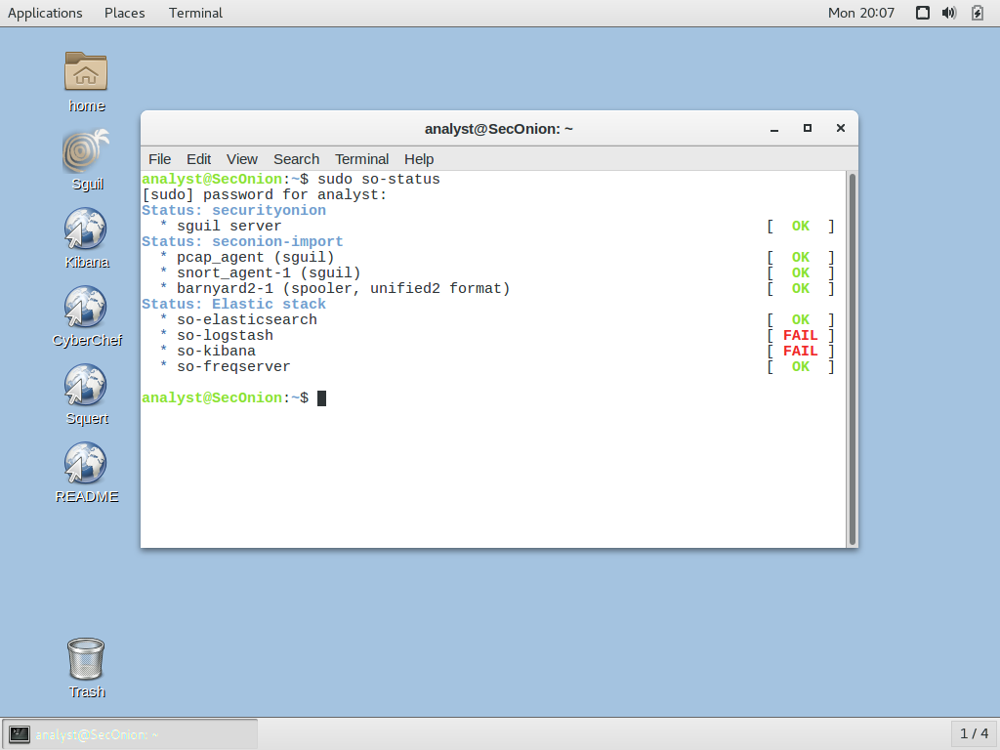 Applications Places Terminal Mon 20:07
home
Sguil
Kibana
CyberChef
Squert
README
Trash
analyst@SecOnion: ~
File Edit View Search Terminal Help
analyst@SecOnion:~$ sudo so-status
[sudo] password for analyst:
Status: securityonion
  * sguil server [ OK ]
Status: seconion-import
  * pcap_agent (sguil) [ OK ]
  * snort_agent-1 (sguil) [ OK ]
  * barnyard2-1 (spooler, unified2 format) [ OK ]
Status: Elastic stack
  * so-elasticsearch [ OK ]
  * so-logstash [ FAIL ]
  * so-kibana [ FAIL ]
  * so-freqserver [ OK ]
analyst@SecOnion:~$
analyst@SecOnion: ~
1 / 4